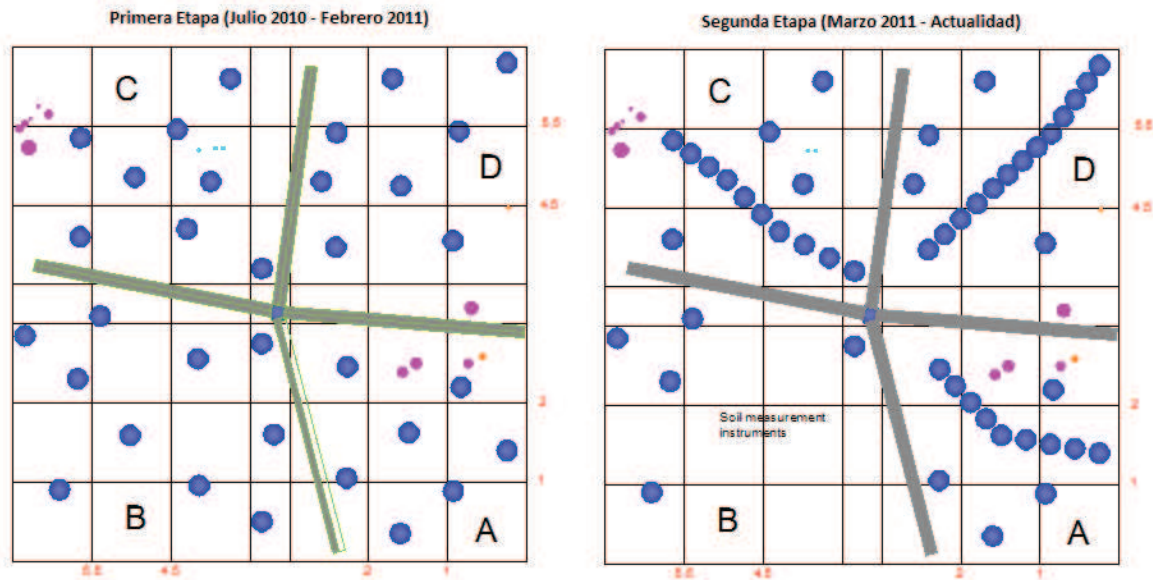 Primera Etapa (Julio 2010 - Febrero 2011)
C
D
B
A
5.5
4.5
2
1
5.5
4.5
2
1
Segunda Etapa (Marzo 2011 - Actualidad)
C
D
Soil measurement
instruments
B
A
5.5
4.5
2
1
5.5
4.5
2
1